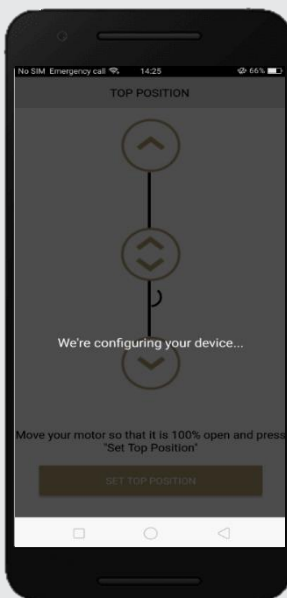 No SIM Emergency call 14:25 66%
TOP POSITION
We're configuring your device...
Move your motor so that it is 100% open and press
"Set Top Position"
SET TOP POSITION